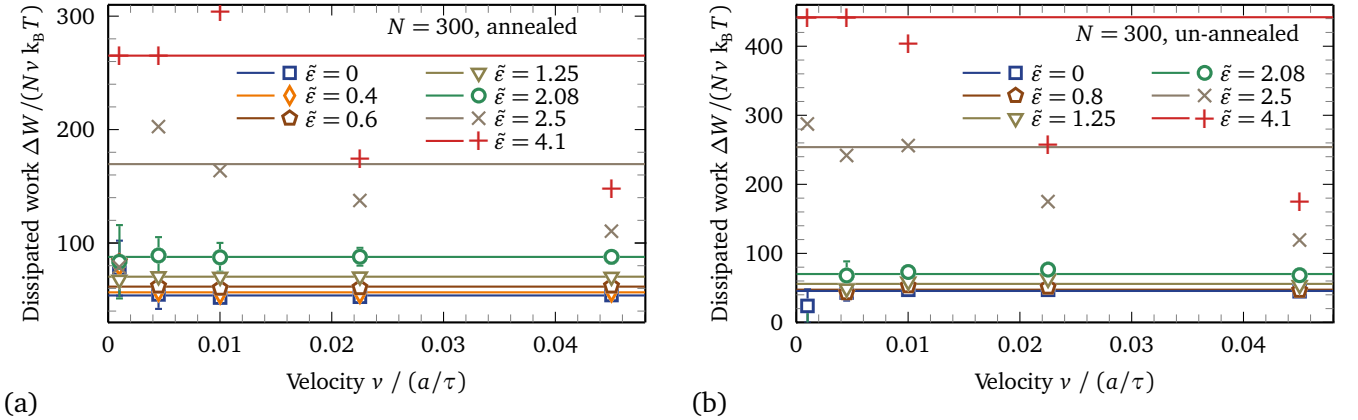 300
200
100
0
0.01
0.02
0.03
0.04
Dissipated work ΔW/(Nν k_B T)
Velocity ν / (a/τ)
N = 300, annealed
ε̃ = 0
ε̃ = 0.4
ε̃ = 0.6
ε̃ = 1.25
ε̃ = 2.08
ε̃ = 2.5
ε̃ = 4.1
(a)
400
300
200
100
0
0
0.01
0.02
0.03
0.04
Dissipated work ΔW/(Nν k_B T)
Velocity ν / (a/τ)
N = 300, un-annealed
ε̃ = 0
ε̃ = 0.8
ε̃ = 1.25
ε̃ = 2.08
ε̃ = 2.5
ε̃ = 4.1
(b)